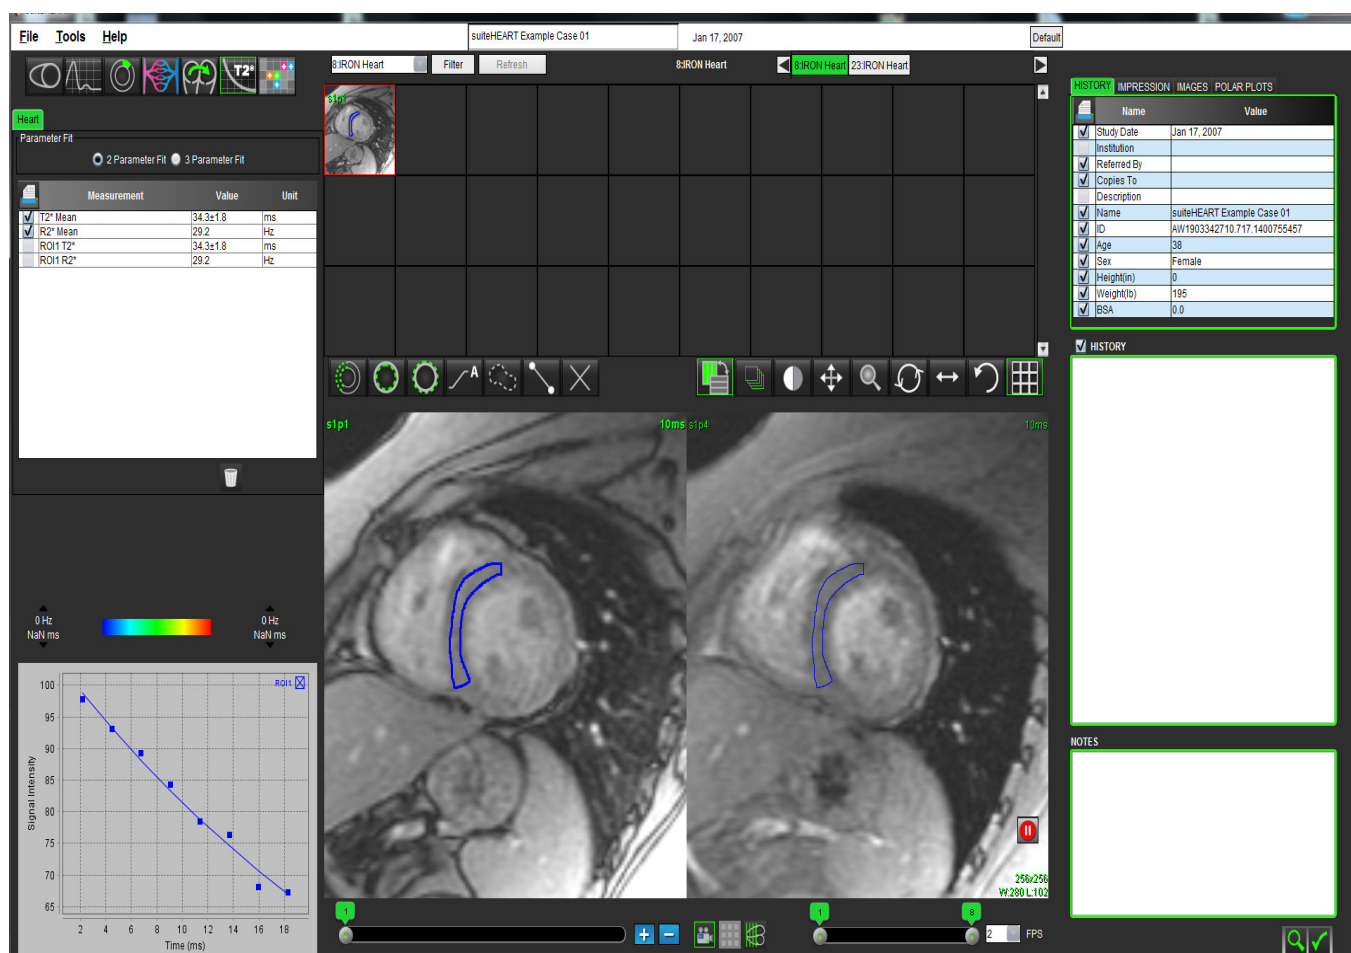 File Tools Help
suiteHEART Example Case 01
Jan 17, 2007
Default
T2*
8:IRON Heart
Filter
Refresh
8:IRON Heart
8:IRON Heart
23:IRON Heart
Heart
Parameter Fit
2 Parameter Fit
3 Parameter Fit
Measurement Value Unit
T2* Mean 34.3±1.8 ms
R2* Mean 29.2 Hz
ROI1 T2* 34.3±1.8 ms
ROI1 R2* 29.2 Hz
s1p1
A
s1p1 10ms
s1p4 10ms
256x256
W:280 L:102
0 Hz
NaN ms
0 Hz
NaN ms
ROI1
100
95
90
85
80
75
70
65
Signal Intensity
2 4 6 8 10 12 14 16 18
Time (ms)
1
1
8
2
FPS
HISTORY IMPRESSION IMAGES POLAR PLOTS
Name Value
Study Date Jan 17, 2007
Institution
Referred By
Copies To
Description
Name suiteHEART Example Case 01
ID AW1903342710.717.1400755457
Age 38
Sex Female
Height(in) 0
Weight(lb) 195
BSA 0.0
HISTORY
NOTES